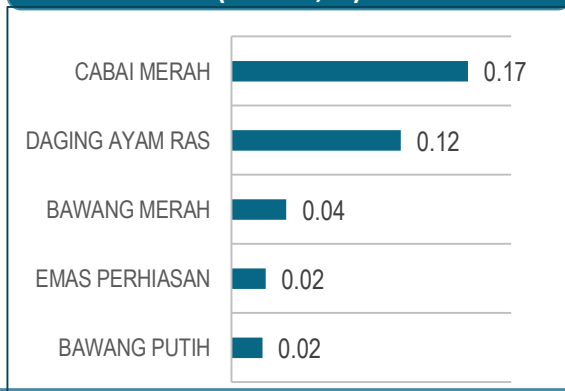 CABAI MERAH 0.17
DAGING AYAM RAS 0.12
BAWANG MERAH 0.04
EMAS PERHIASAN 0.02
BAWANG PUTIH 0.02